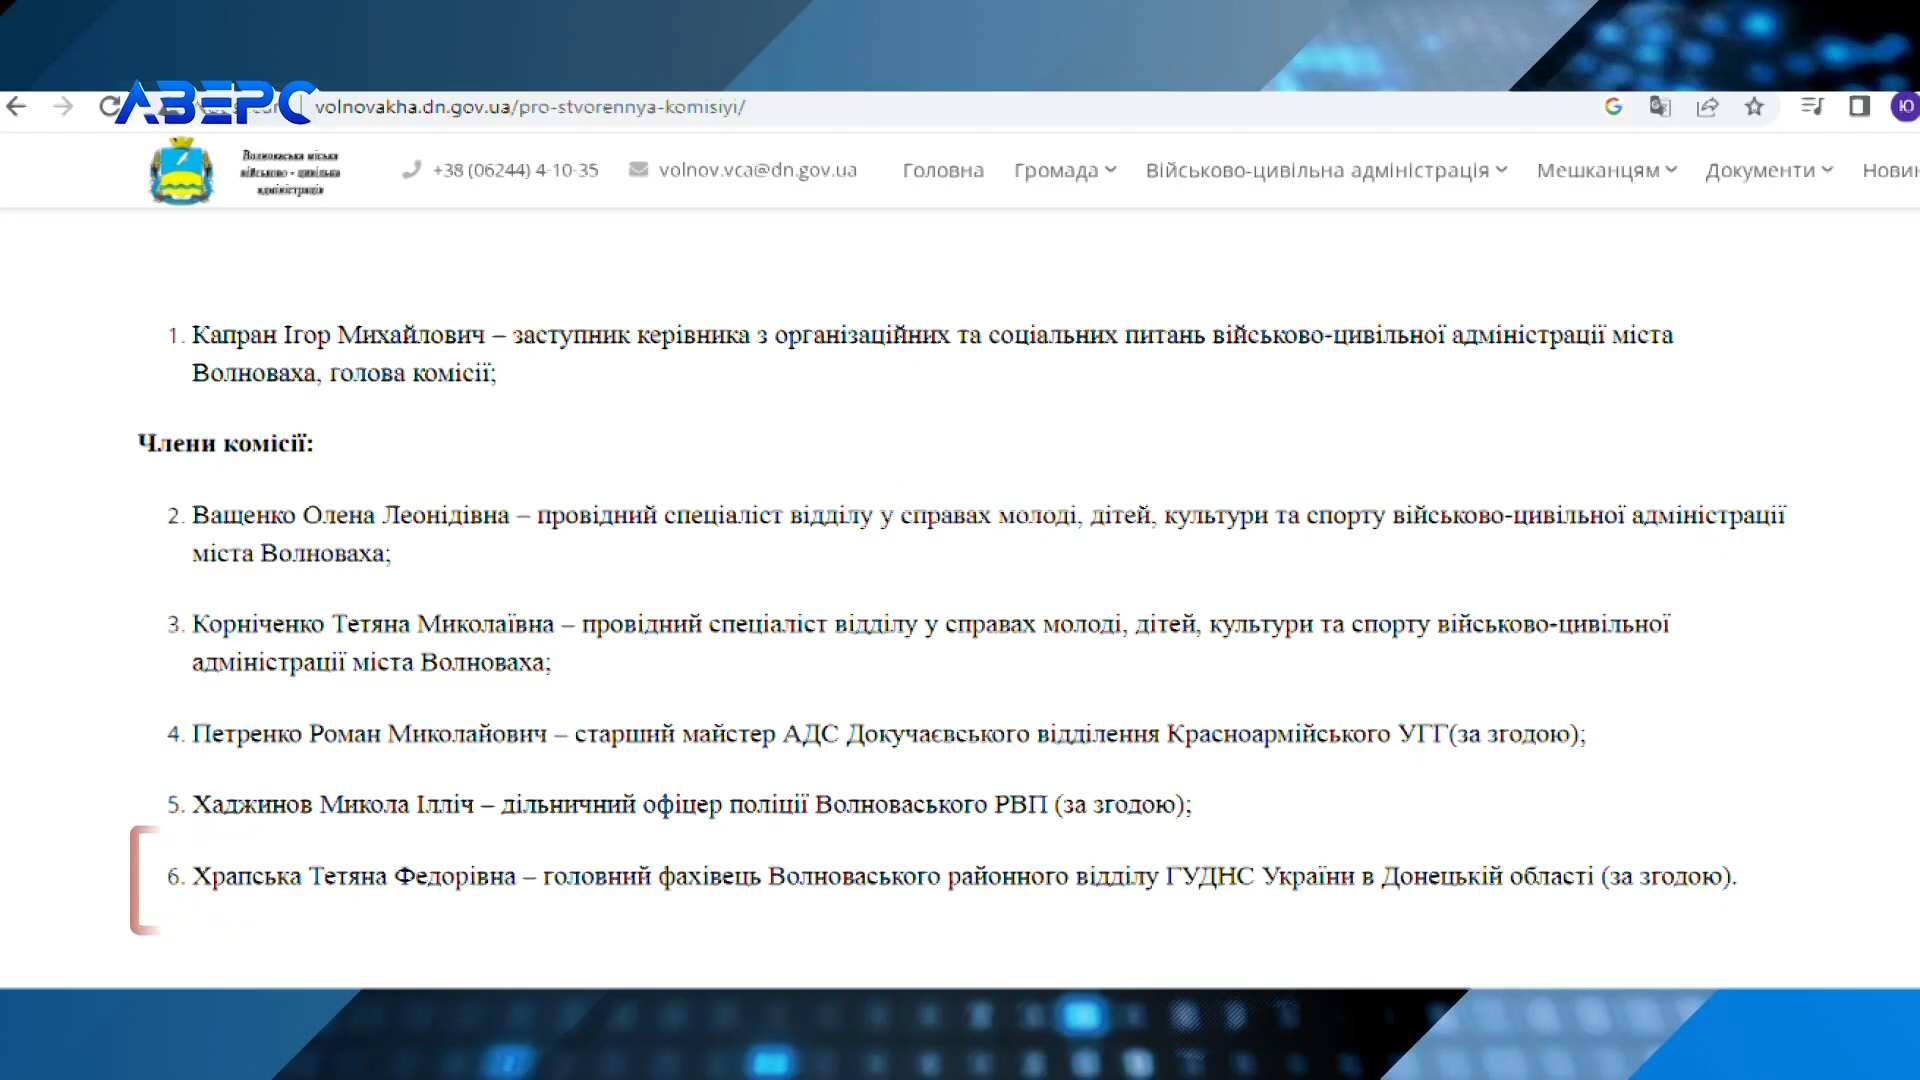 АВЕРС
volnovakha.dn.gov.ua/pro-stvorennya-komisiyi/
Ю
Волноваська міська
військово - цивільна
адміністрація
+38 (06244) 4-10-35
volnov.vca@dn.gov.ua
Головна
Громада
Військово-цивільна адміністрація
Мешканцям
Документи
Новин
1. Капран Ігор Михайлович – заступник керівника з організаційних та соціальних питань військово-цивільної адміністрації міста
Волноваха, голова комісії;
Члени комісії:
2. Ващенко Олена Леонідівна – провідний спеціаліст відділу у справах молоді, дітей, культури та спорту військово-цивільної адміністрації
міста Волноваха;
3. Корніченко Тетяна Миколаївна – провідний спеціаліст відділу у справах молоді, дітей, культури та спорту військово-цивільної
адміністрації міста Волноваха;
4. Петренко Роман Миколайович – старший майстер АДС Докучаєвського відділення Красноармійського УГГ(за згодою);
5. Хаджинов Микола Ілліч – дільничний офіцер поліції Волноваського РВП (за згодою);
6. Храпська Тетяна Федорівна – головний фахівець Волноваського районного відділу ГУДНС України в Донецькій області (за згодою).